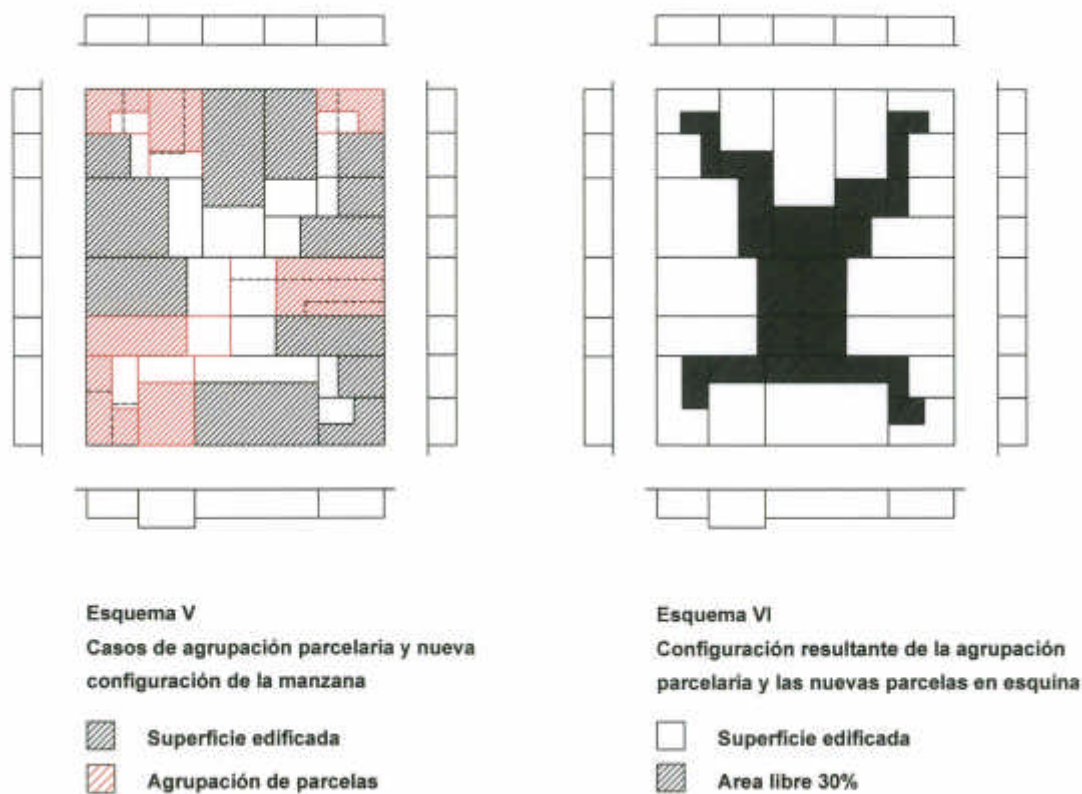 Esquema V
Casos de agrupación parcelaria y nueva
configuración de la manzana
Superficie edificada
Agrupación de parcelas
Esquema VI
Configuración resultante de la agrupación
parcelaria y las nuevas parcelas en esquina
Superficie edificada
Area libre 30%